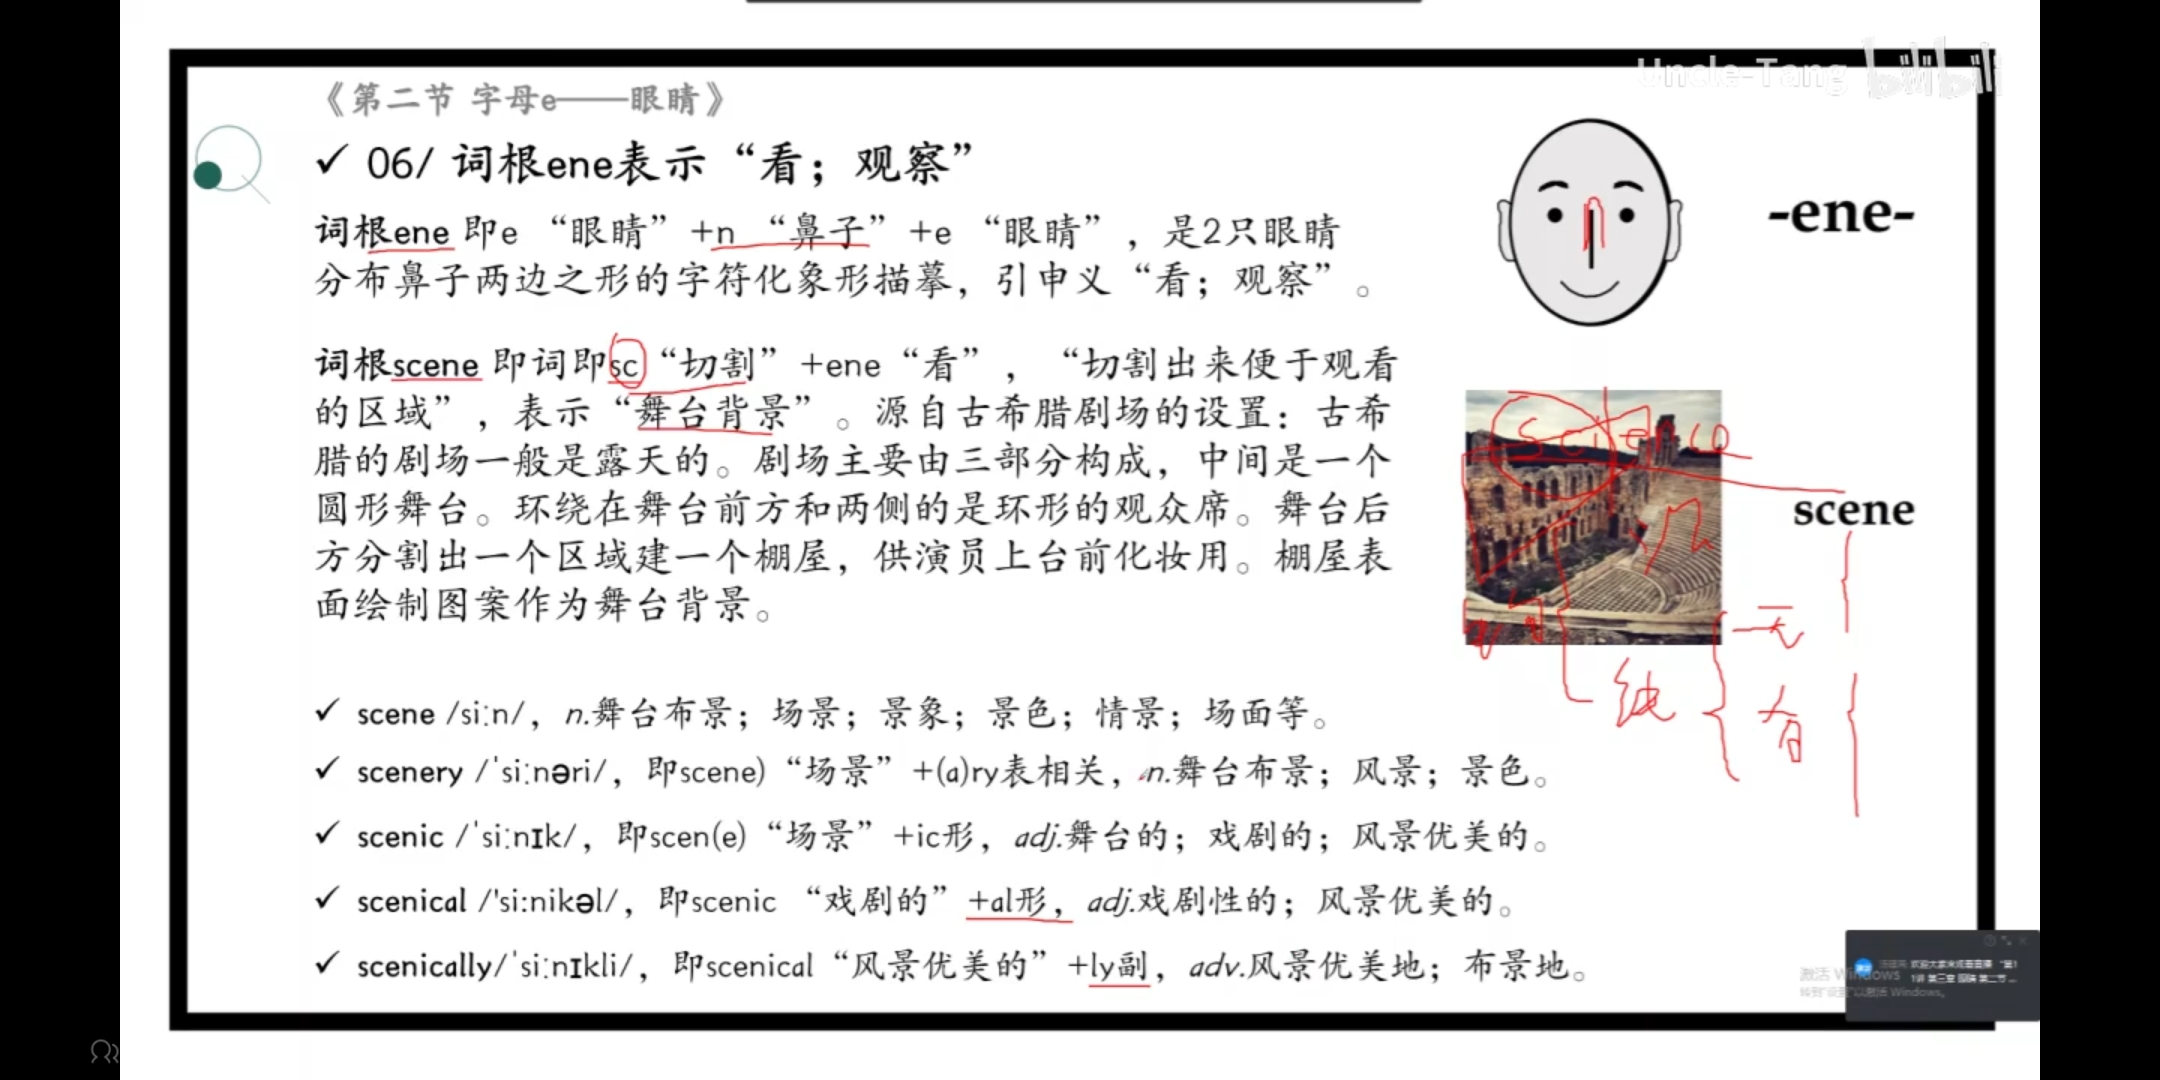 Uncle-Tang bilibili
《第二节 字母e——眼睛》
✓ 06/ 词根ene表示“看；观察”
词根ene 即e “眼睛”+n “鼻子”+e “眼睛”，是2只眼睛
分布鼻子两边之形的字符化象形描摹，引申义“看；观察”。
n
-ene-
词根scene 即词即sc“切割”+ene“看”，“切割出来便于观看
的区域”，表示“舞台背景”。源自古希腊剧场的设置：古希
腊的剧场一般是露天的。剧场主要由三部分构成，中间是一个
圆形舞台。环绕在舞台前方和两侧的是环形的观众席。舞台后
方分割出一个区域建一个棚屋，供演员上台前化妆用。棚屋表
面绘制图案作为舞台背景。
science
scene
无
有
✓ scene /siːn/，n.舞台布景；场景；景象；景色；情景；场面等。
✓ scenery /ˈsiːnəri/，即scene)“场景”+(a)ry表相关，n.舞台布景；风景；景色。
✓ scenic /ˈsiːnɪk/，即scen(e)“场景”+ic形，adj.舞台的；戏剧的；风景优美的。
✓ scenical /'si:nikəl/，即scenic “戏剧的”+al形，adj.戏剧性的；风景优美的。
✓ scenically/ˈsiːnɪkli/，即scenical“风景优美的”+ly副，adv.风景优美地；布景地。
激活 Windows